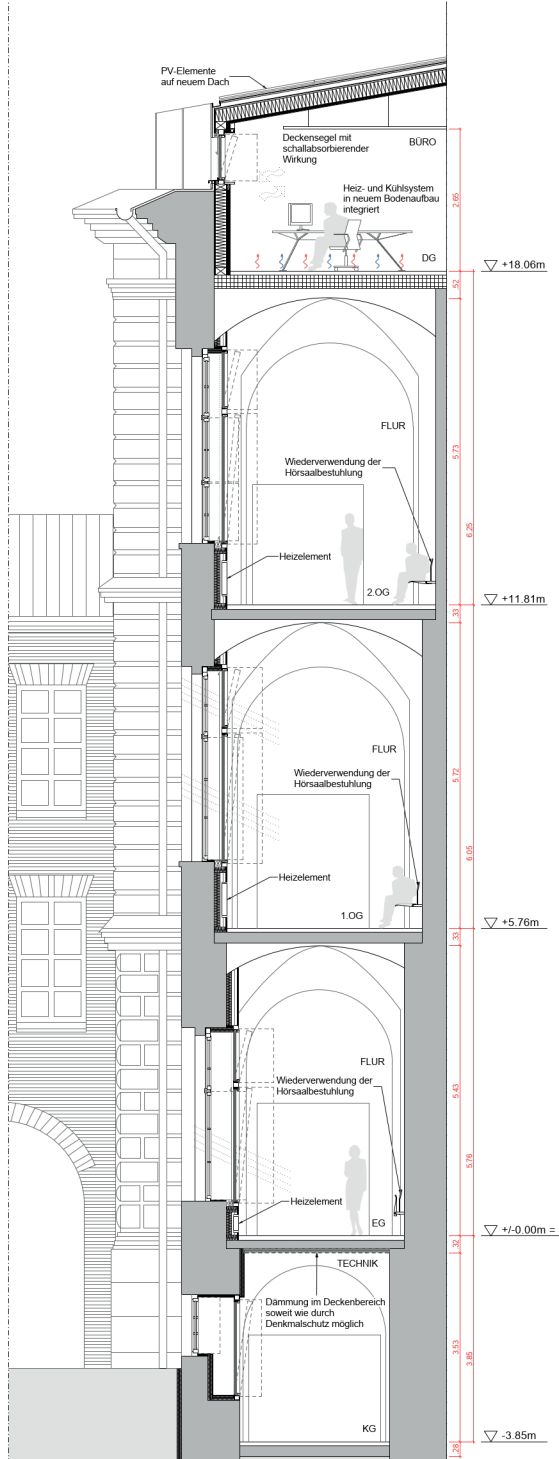 PV-Elemente
auf neuem Dach
Deckensegel mit
schallabsorbierender
Wirkung
BÜRO
Heiz- und Kühlsystem
in neuem Bodenaufbau
integriert
2.65
DG
+18.06m
52
FLUR
5.73
Wiederverwendung der
Hörsaalbestuhlung
6.25
Heizelement
2.OG
+11.81m
33
FLUR
5.72
Wiederverwendung der
Hörsaalbestuhlung
6.05
Heizelement
1.OG
+5.76m
33
FLUR
5.43
Wiederverwendung der
Hörsaalbestuhlung
5.76
Heizelement
EG
+/-0.00m =
32
TECHNIK
Dämmung im Deckenbereich
soweit wie durch
Denkmalschutz möglich
3.53
3.85
KG
-3.85m
28